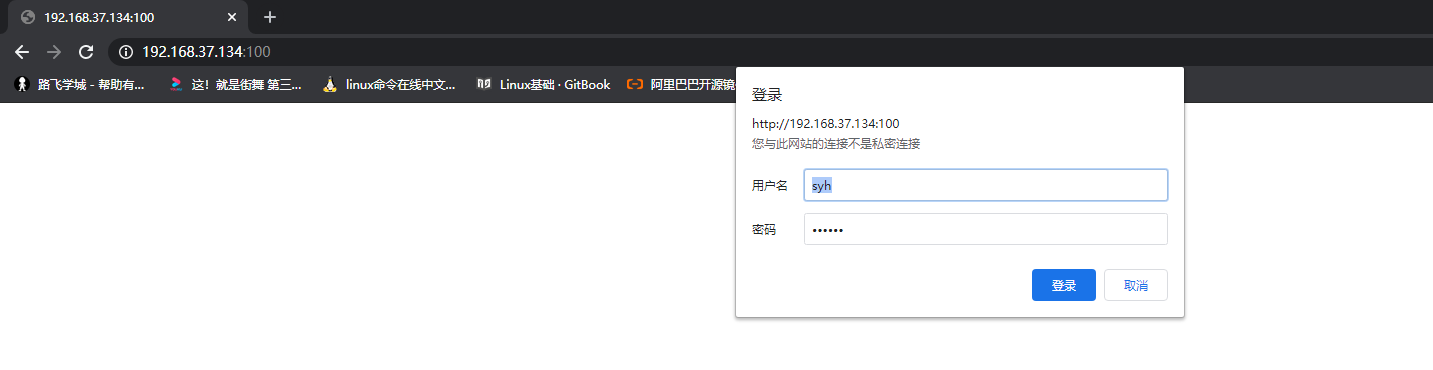 192.168.37.134:100
192.168.37.134:100
路飞学城 - 帮助有... 这！就是街舞 第三... linux命令在线中文... Linux基础 · GitBook 阿里巴巴开源镜
登录
http://192.168.37.134:100
您与此网站的连接不是私密连接
用户名 syh
密码 ••••••
登录 取消